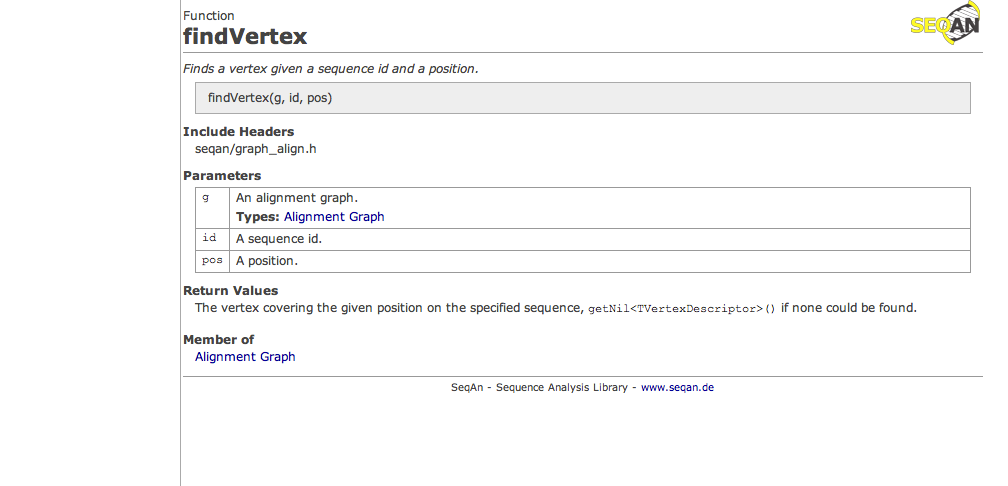 Function
SEQAN
findVertex
Finds a vertex given a sequence id and a position.
findVertex(g, id, pos)
Include Headers
seqan/graph_align.h
Parameters
g An alignment graph.
Types: Alignment Graph
id A sequence id.
pos A position.
Return Values
The vertex covering the given position on the specified sequence, getNil<TVertexDescriptor>() if none could be found.
Member of
Alignment Graph
SeqAn - Sequence Analysis Library - www.seqan.de